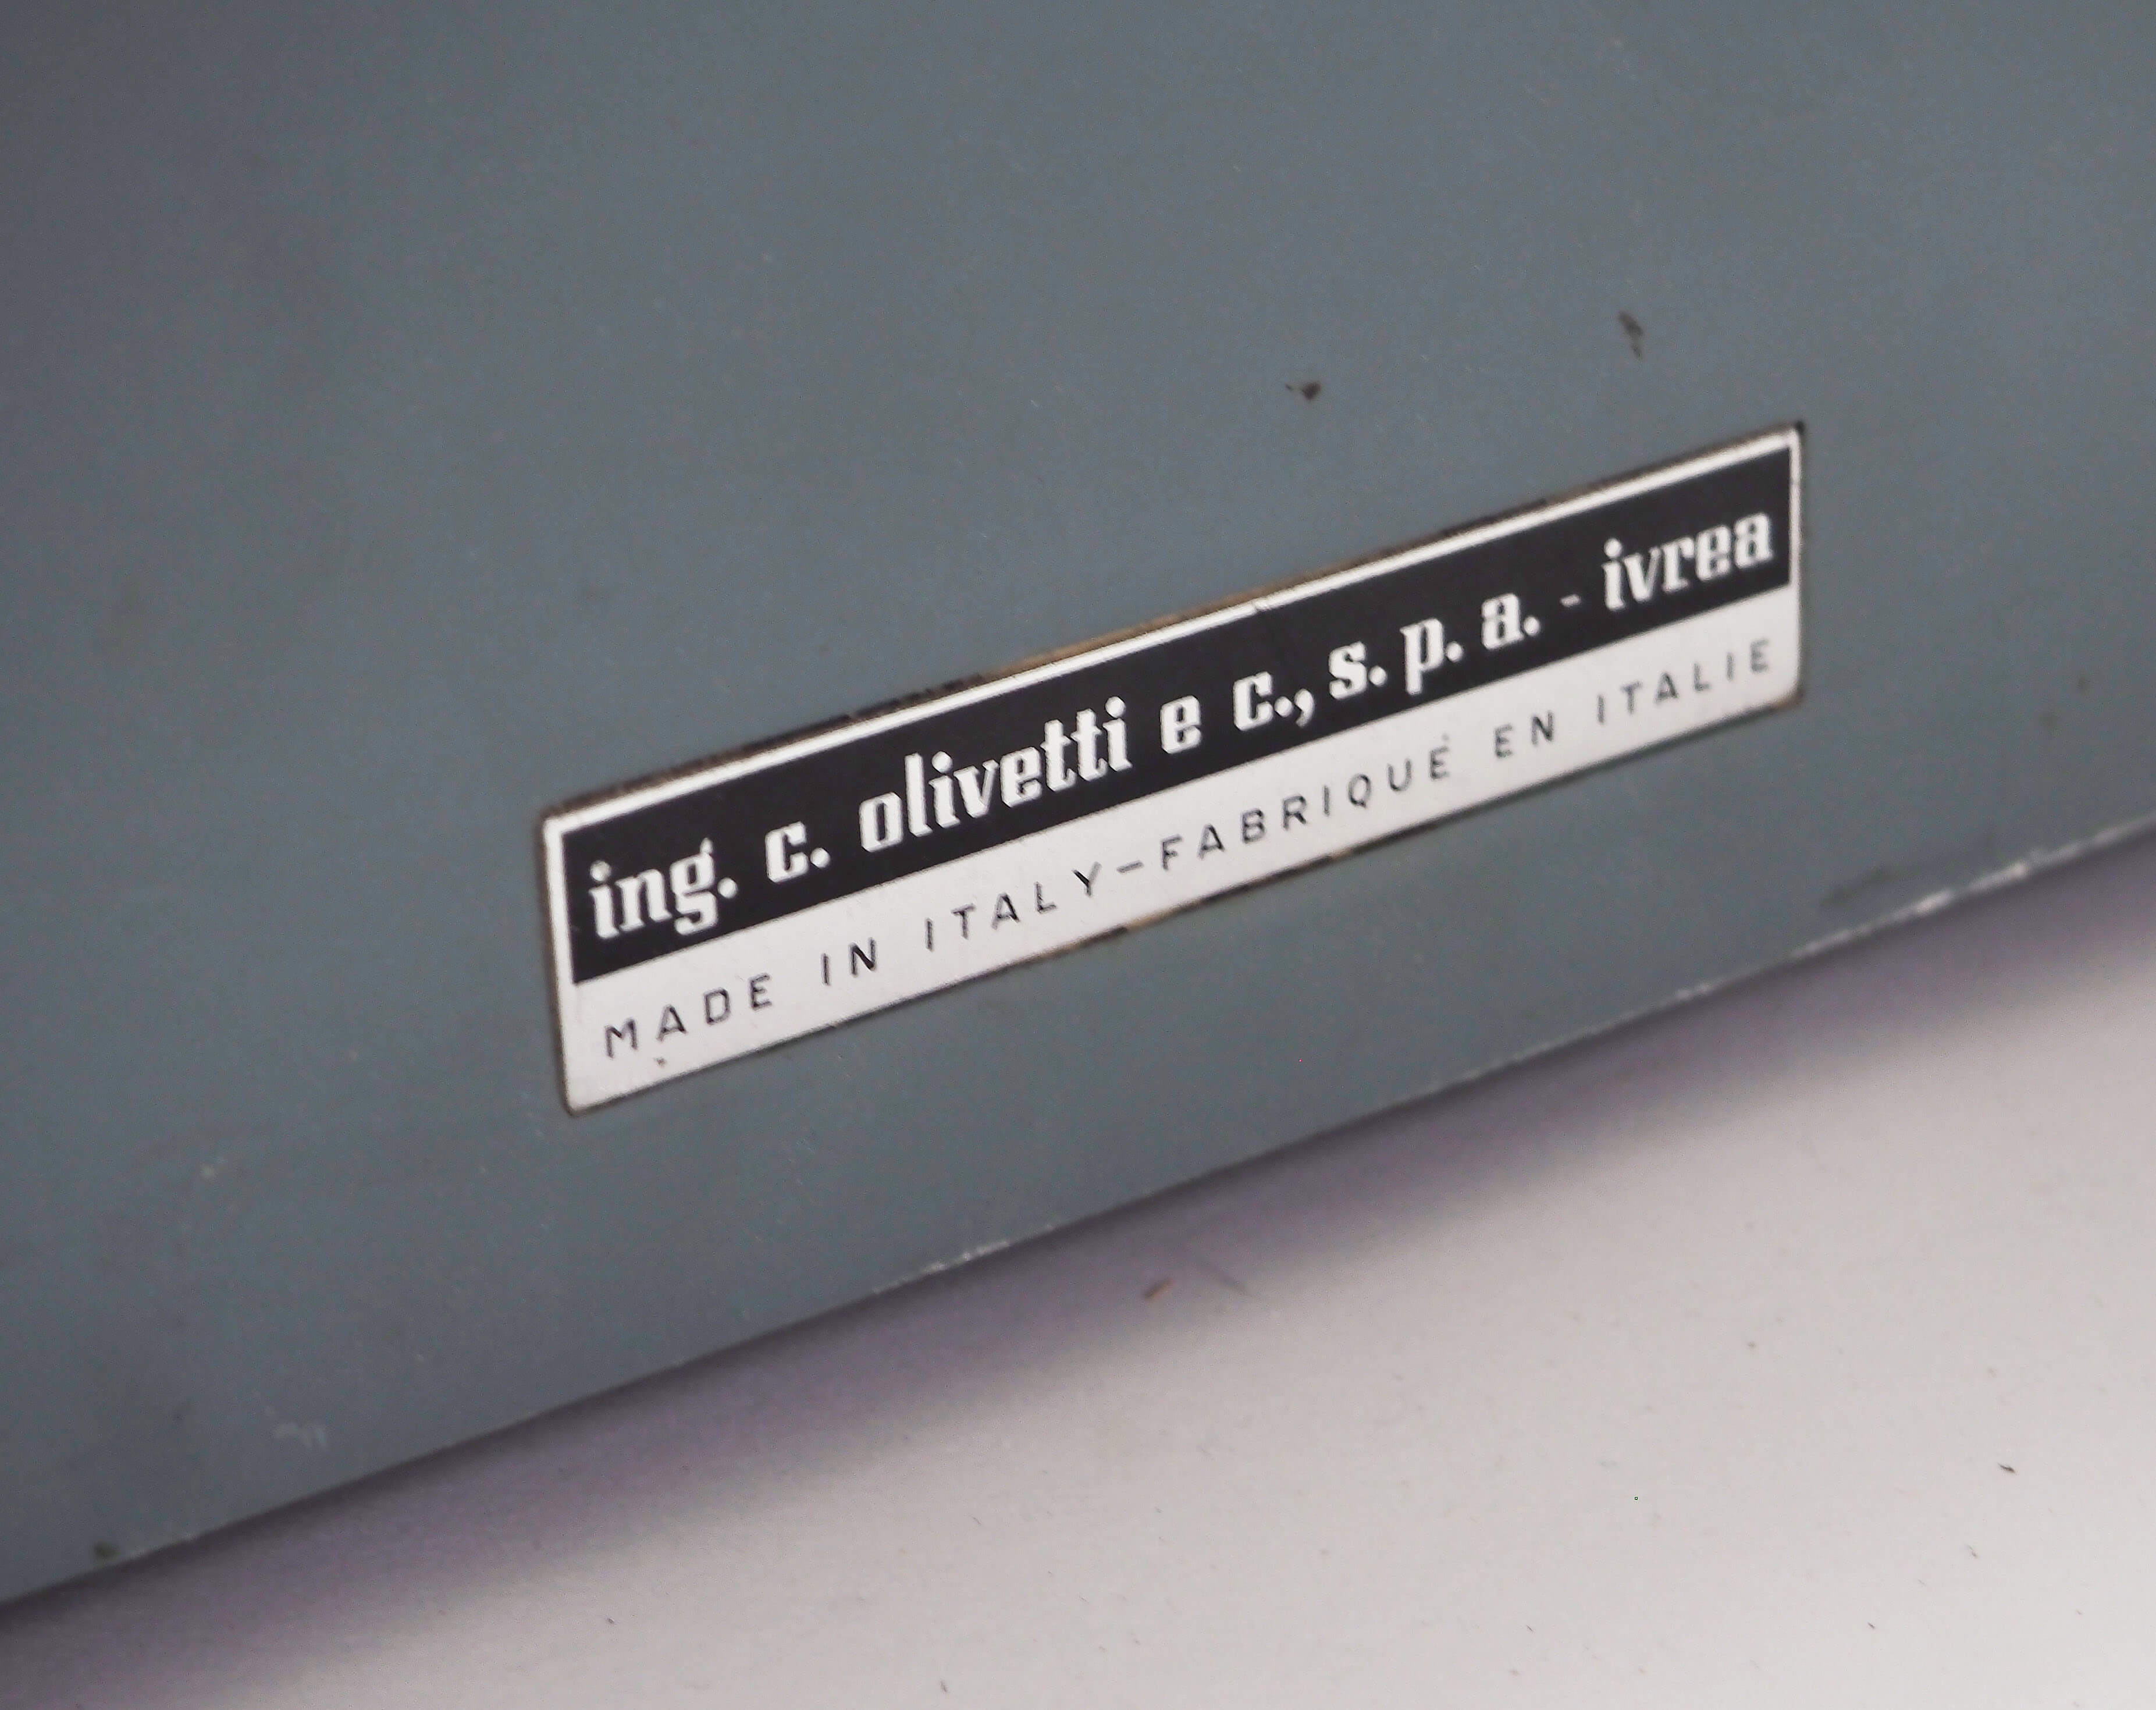 ing. c. olivetti e c., s. p. a. - ivrea
MADE IN ITALY-FABRIQUÉ EN ITALIE